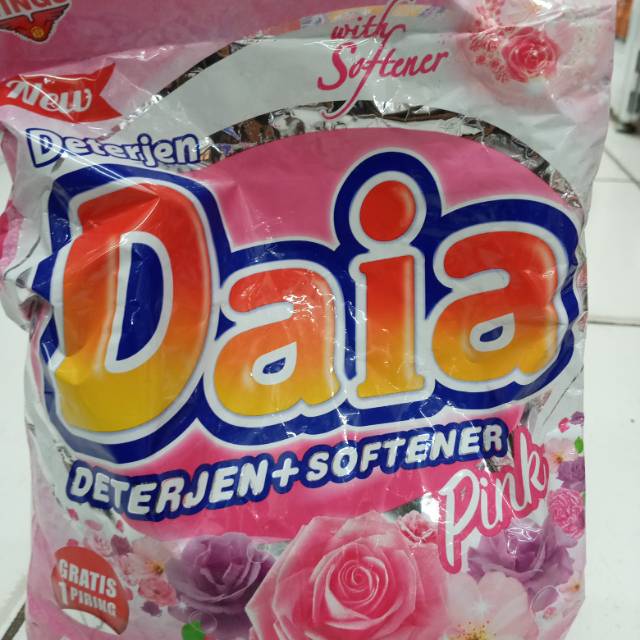 with
Softener
New
Deterjen
Daia
DETERJEN+SOFTENER
Pink
GRATIS
1 PIRING